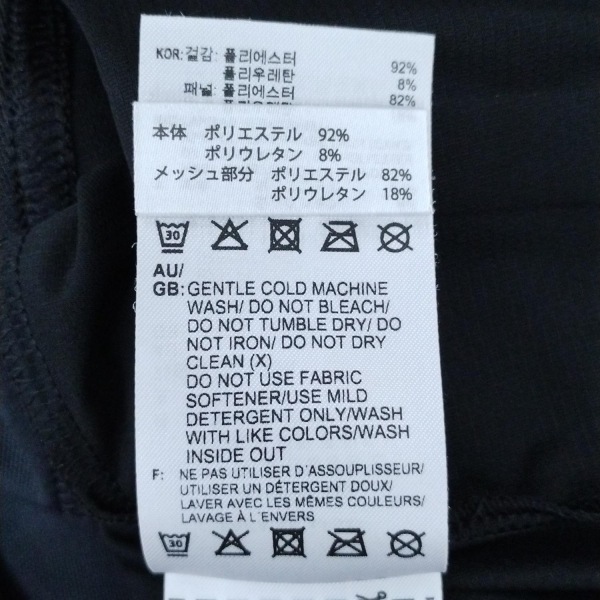 KOR: 겉감: 폴리에스터 92%
폴리우레탄 8%
패널: 폴리에스터 82%
本体 ポリエステル 92%
ポリウレタン 8%
メッシュ部分 ポリエステル 82%
ポリウレタン 18%
30
AU/
GB: GENTLE COLD MACHINE
WASH/ DO NOT BLEACH/
DO NOT TUMBLE DRY/ DO
NOT IRON/ DO NOT DRY
CLEAN (X)
DO NOT USE FABRIC
SOFTENER/USE MILD
DETERGENT ONLY/WASH
WITH LIKE COLORS/WASH
INSIDE OUT
F: NE PAS UTILISER D'ASSOUPLISSEUR/
UTILISER UN DÉTERGENT DOUX/
LAVER AVEC LES MÊMES COULEURS/
LAVAGE À L'ENVERS
30